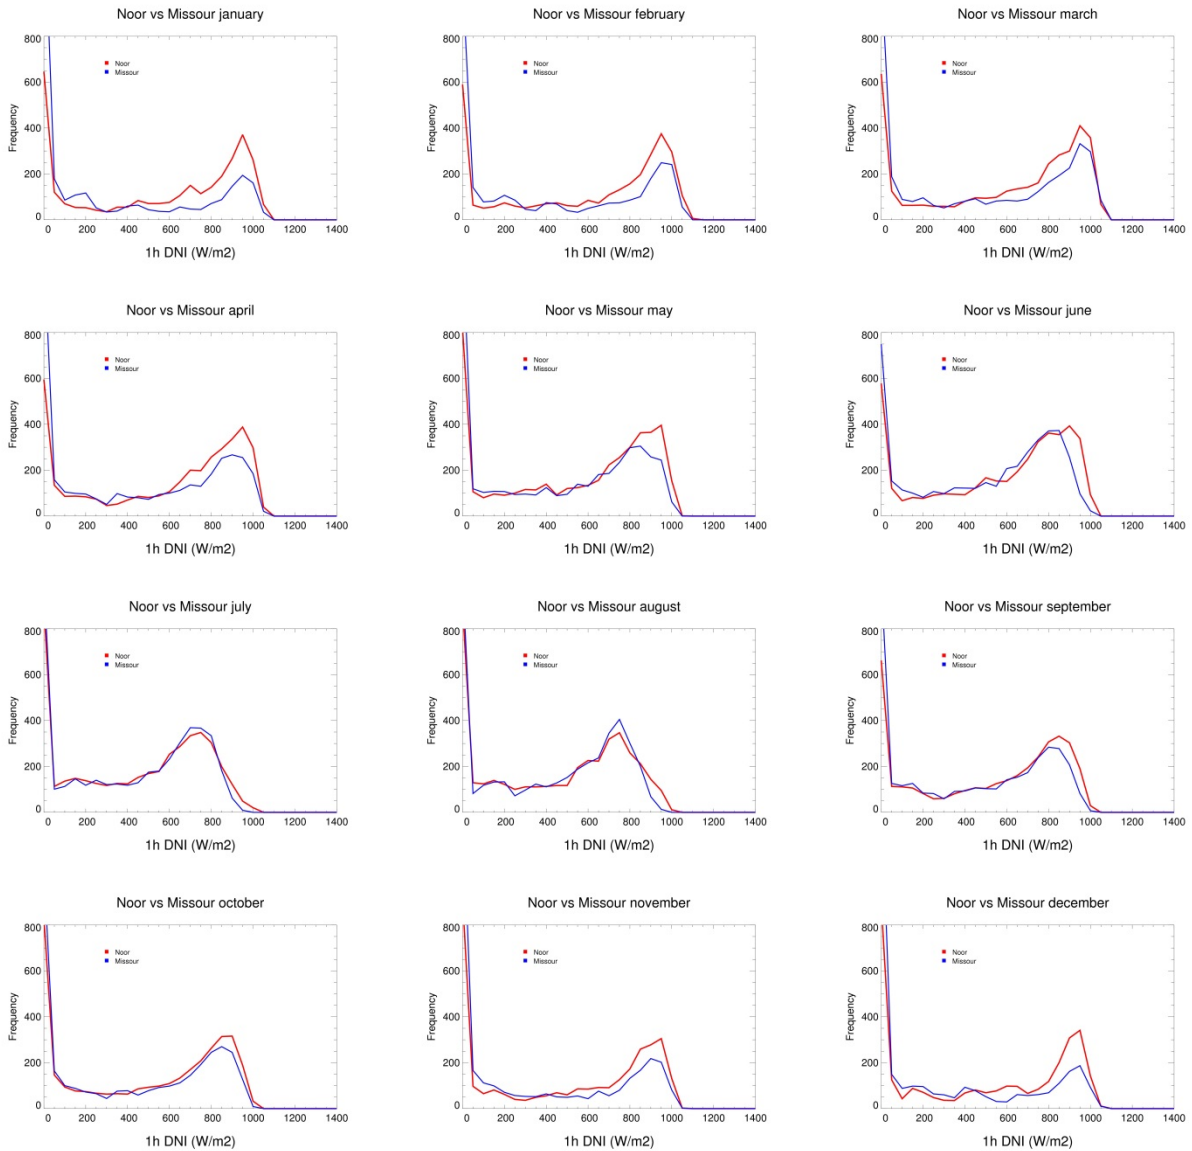 Noor vs Missour january
800
600
400
200
0
Frequency
Noor
Missour
0 200 400 600 800 1000 1200 1400
1h DNI (W/m2)
Noor vs Missour february
800
600
400
200
0
Frequency
Noor
Missour
0 200 400 600 800 1000 1200 1400
1h DNI (W/m2)
Noor vs Missour march
800
600
400
200
0
Frequency
Noor
Missour
0 200 400 600 800 1000 1200 1400
1h DNI (W/m2)
Noor vs Missour april
800
600
400
200
0
Frequency
Noor
Missour
0 200 400 600 800 1000 1200 1400
1h DNI (W/m2)
Noor vs Missour may
800
600
400
200
0
Frequency
Noor
Missour
0 200 400 600 800 1000 1200 1400
1h DNI (W/m2)
Noor vs Missour june
800
600
400
200
0
Frequency
Noor
Missour
0 200 400 600 800 1000 1200 1400
1h DNI (W/m2)
Noor vs Missour july
800
600
400
200
0
Frequency
Noor
Missour
0 200 400 600 800 1000 1200 1400
1h DNI (W/m2)
Noor vs Missour august
800
600
400
200
0
Frequency
Noor
Missour
0 200 400 600 800 1000 1200 1400
1h DNI (W/m2)
Noor vs Missour september
800
600
400
200
0
Frequency
Noor
Missour
0 200 400 600 800 1000 1200 1400
1h DNI (W/m2)
Noor vs Missour october
800
600
400
200
0
Frequency
Noor
Missour
0 200 400 600 800 1000 1200 1400
1h DNI (W/m2)
Noor vs Missour november
800
600
400
200
0
Frequency
Noor
Missour
0 200 400 600 800 1000 1200 1400
1h DNI (W/m2)
Noor vs Missour december
800
600
400
200
0
Frequency
Noor
Missour
0 200 400 600 800 1000 1200 1400
1h DNI (W/m2)